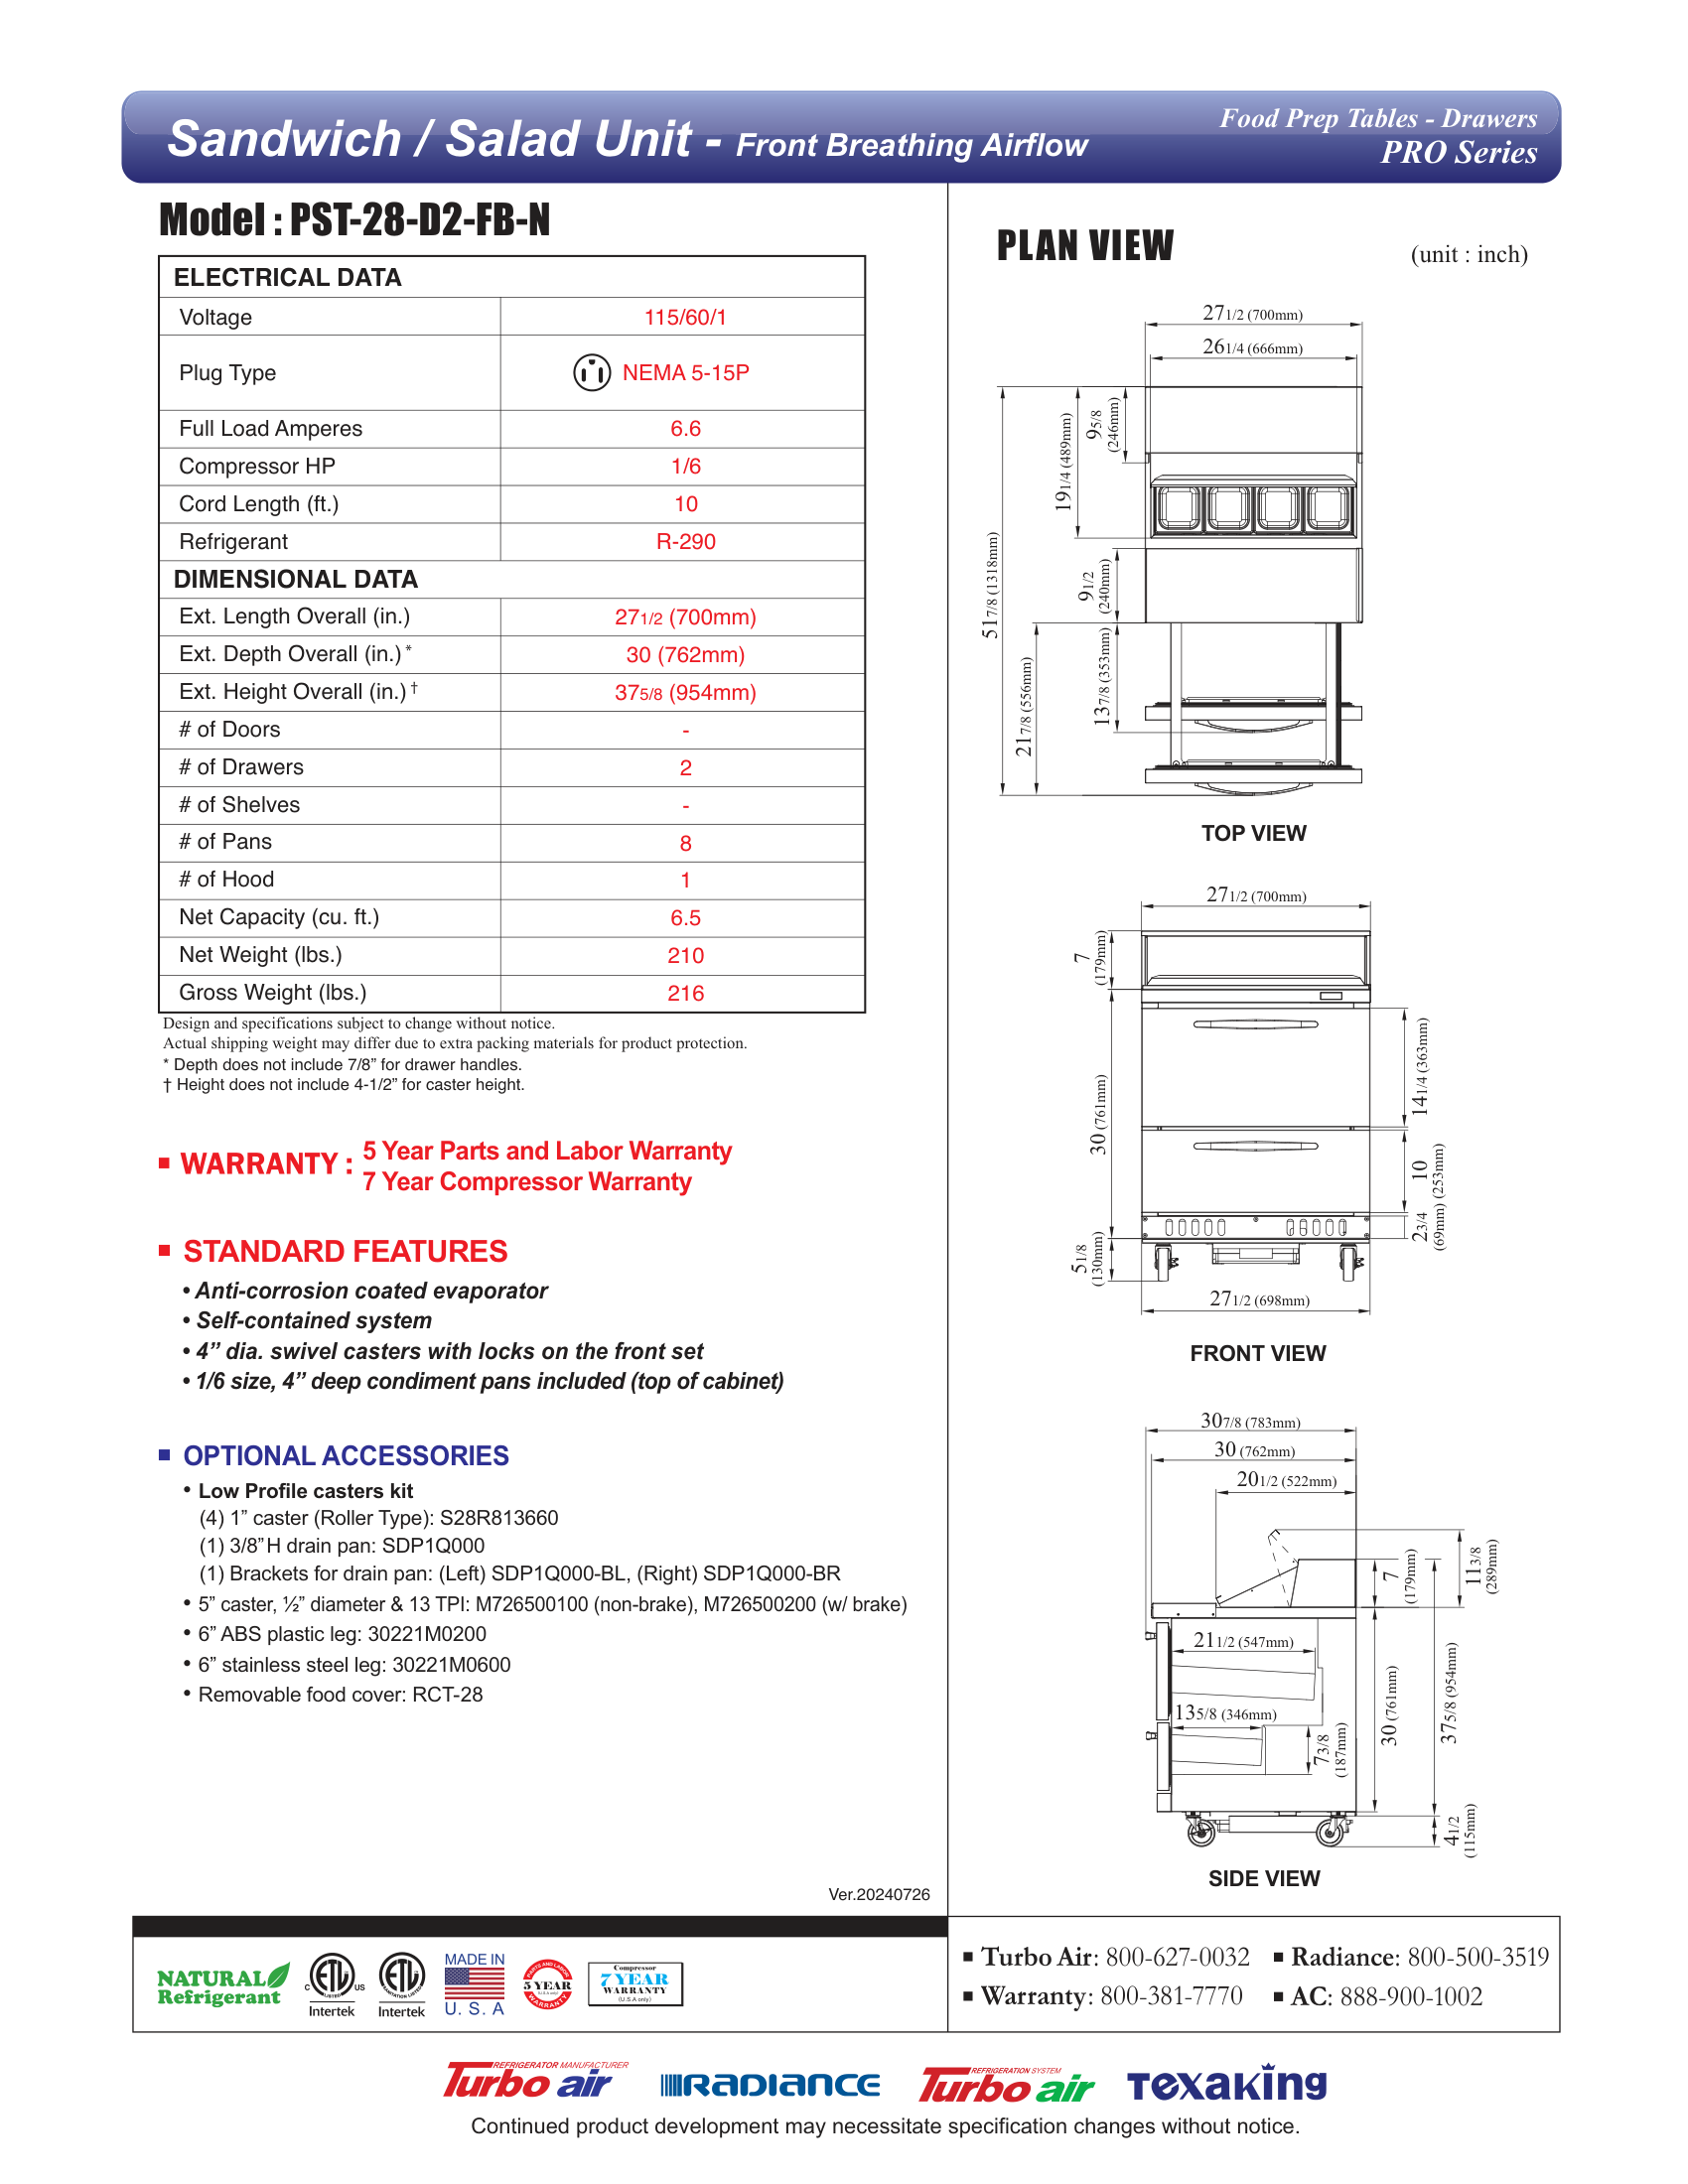 Sandwich / Salad Unit - Front Breathing Airflow
Food Prep Tables - Drawers
PRO Series
Model : PST-28-D2-FB-N
ELECTRICAL DATA
Voltage 115/60/1
Plug Type NEMA 5-15P
Full Load Amperes 6.6
Compressor HP 1/6
Cord Length (ft.) 10
Refrigerant R-290
DIMENSIONAL DATA
Ext. Length Overall (in.) 27 1/2 (700mm)
Ext. Depth Overall (in.)* 30 (762mm)
Ext. Height Overall (in.)† 37 5/8 (954mm)
# of Doors -
# of Drawers 2
# of Shelves -
# of Pans 8
# of Hood 1
Net Capacity (cu. ft.) 6.5
Net Weight (lbs.) 210
Gross Weight (lbs.) 216
Design and specifications subject to change without notice.
Actual shipping weight may differ due to extra packing materials for product protection.
* Depth does not include 7/8” for drawer handles.
† Height does not include 4-1/2” for caster height.
WARRANTY : 5 Year Parts and Labor Warranty
7 Year Compressor Warranty
STANDARD FEATURES
• Anti-corrosion coated evaporator
• Self-contained system
• 4” dia. swivel casters with locks on the front set
• 1/6 size, 4” deep condiment pans included (top of cabinet)
OPTIONAL ACCESSORIES
• Low Profile casters kit
(4) 1” caster (Roller Type): S28R813660
(1) 3/8”H drain pan: SDP1Q000
(1) Brackets for drain pan: (Left) SDP1Q000-BL, (Right) SDP1Q000-BR
• 5” caster, ½” diameter & 13 TPI: M726500100 (non-brake), M726500200 (w/ brake)
• 6” ABS plastic leg: 30221M0200
• 6” stainless steel leg: 30221M0600
• Removable food cover: RCT-28
Ver.20240726
PLAN VIEW
(unit : inch)
27 1/2 (700mm)
26 1/4 (666mm)
9 5/8 (246mm)
19 1/4 (489mm)
51 7/8 (1318mm)
9 1/2 (240mm)
13 7/8 (353mm)
21 7/8 (556mm)
TOP VIEW
27 1/2 (700mm)
7 (179mm)
30 (761mm)
14 1/4 (363mm)
10 (253mm)
2 3/4 (69mm)
5 1/8 (130mm)
27 1/2 (698mm)
FRONT VIEW
30 7/8 (783mm)
30 (762mm)
20 1/2 (522mm)
11 3/8 (289mm)
7 (179mm)
21 1/2 (547mm)
13 5/8 (346mm)
7 3/8 (187mm)
30 (761mm)
37 5/8 (954mm)
4 1/2 (115mm)
SIDE VIEW
NATURAL Refrigerant
C ETL US LISTED Intertek
ETL SANITATION LISTED Intertek
MADE IN U. S. A
PARTS AND LABOR 5 YEAR (U.S.A only) WARRANTY
Compressor 7 YEAR WARRANTY (U.S.A only)
Turbo Air: 800-627-0032
Radiance: 800-500-3519
Warranty: 800-381-7770
AC: 888-900-1002
REFRIGERATOR MANUFACTURER
Turbo air
RADIANCE
REFRIGERATION SYSTEM
Turbo air
Texaking
Continued product development may necessitate specification changes without notice.